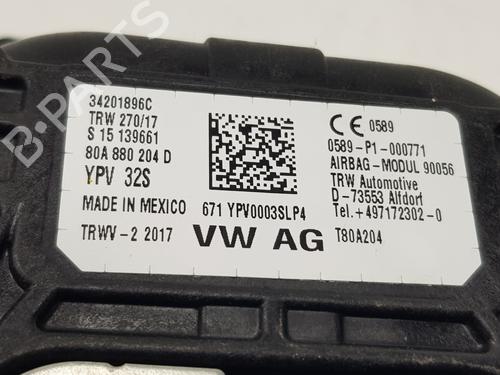 B-PARTS
34201896C
TRW 270/17
S 15 139661
80A 880 204 D
YPV 32S
MADE IN MEXICO
TRWV-2 2017
671 YPV0003SLP4
VW AG
CE 0589
0589-P1-000771
AIRBAG-MODUL 90056
TRW Automotive
D-73553 Alfdorf
Tel.+497172302-0
T80A204